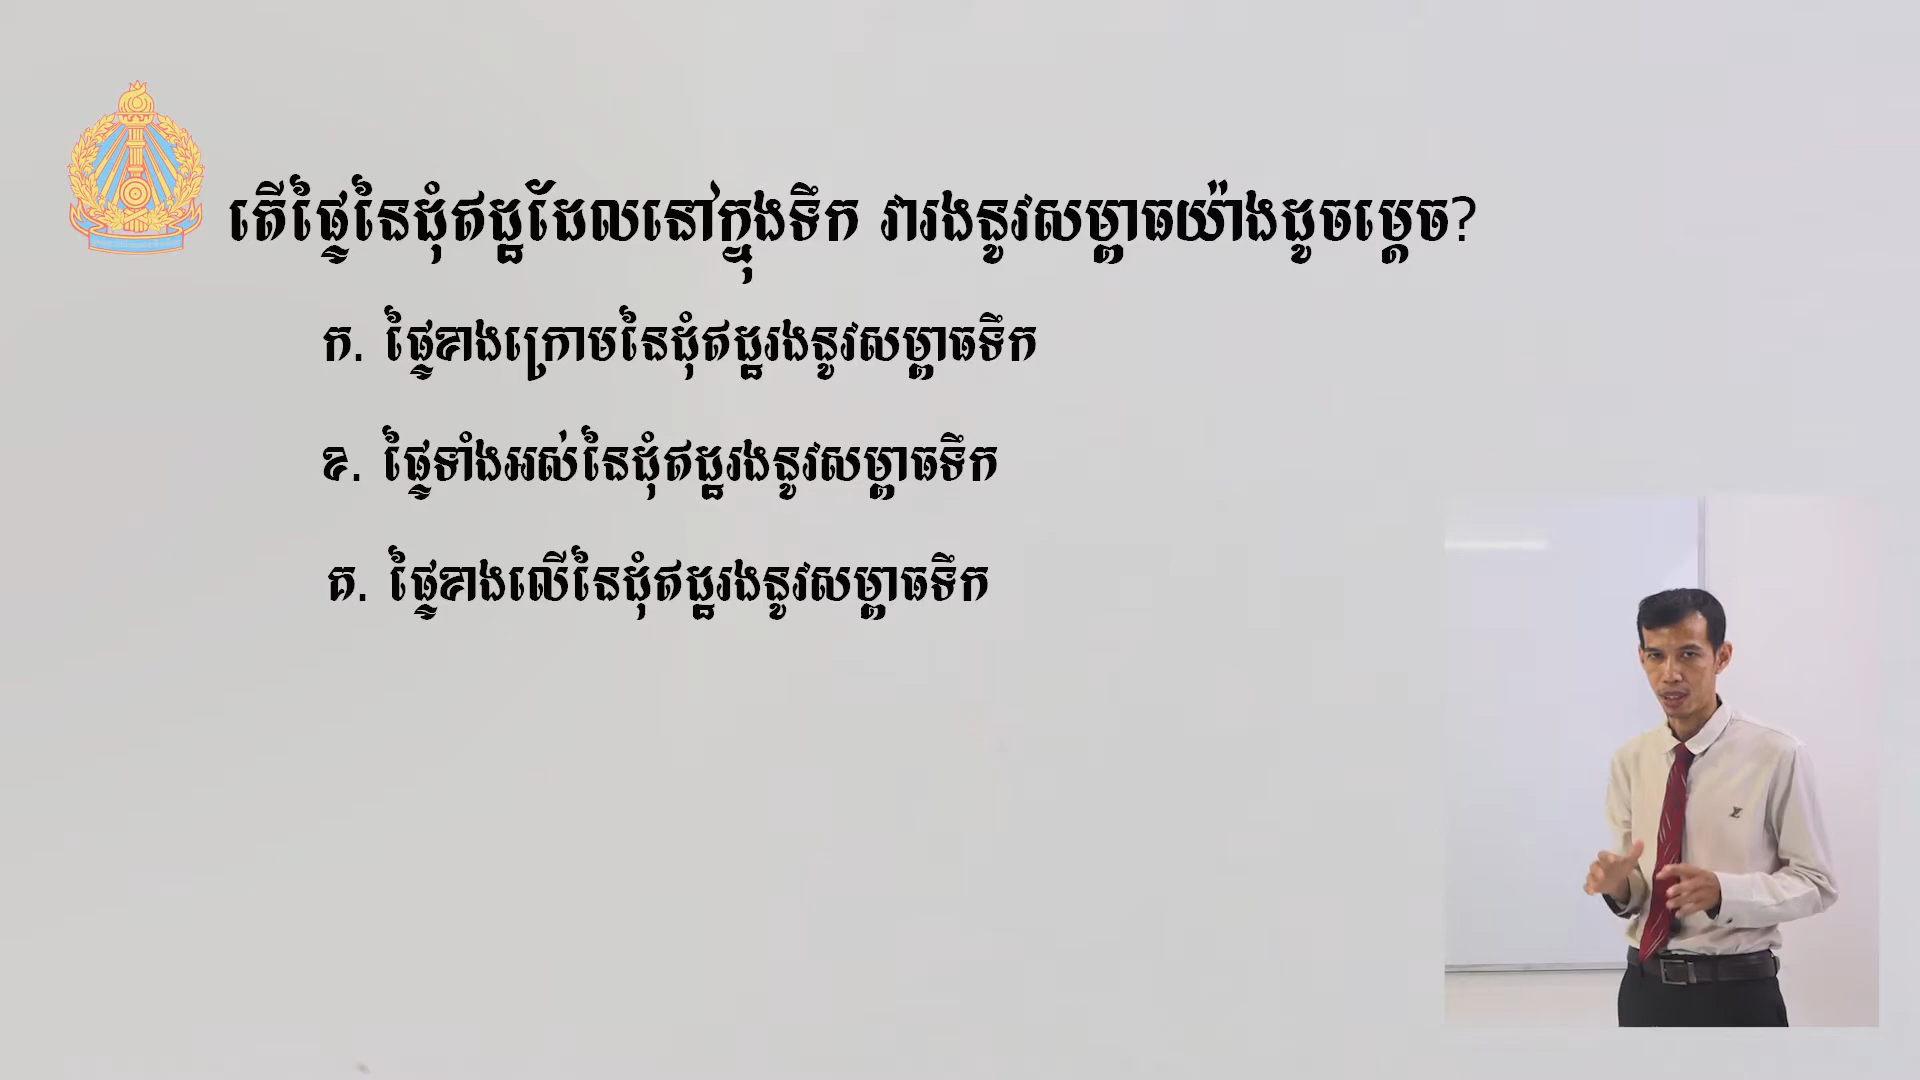 តើផ្ទៃនៃដុំឥដ្ឋដែលនៅក្នុងទឹក វារងនូវសម្ពាធយ៉ាងដូចម្តេច?
ក. ផ្ទៃខាងក្រោមនៃដុំឥដ្ឋរងនូវសម្ពាធទឹក
ខ. ផ្ទៃទាំងអស់នៃដុំឥដ្ឋរងនូវសម្ពាធទឹក
គ. ផ្ទៃខាងលើនៃដុំឥដ្ឋរងនូវសម្ពាធទឹក